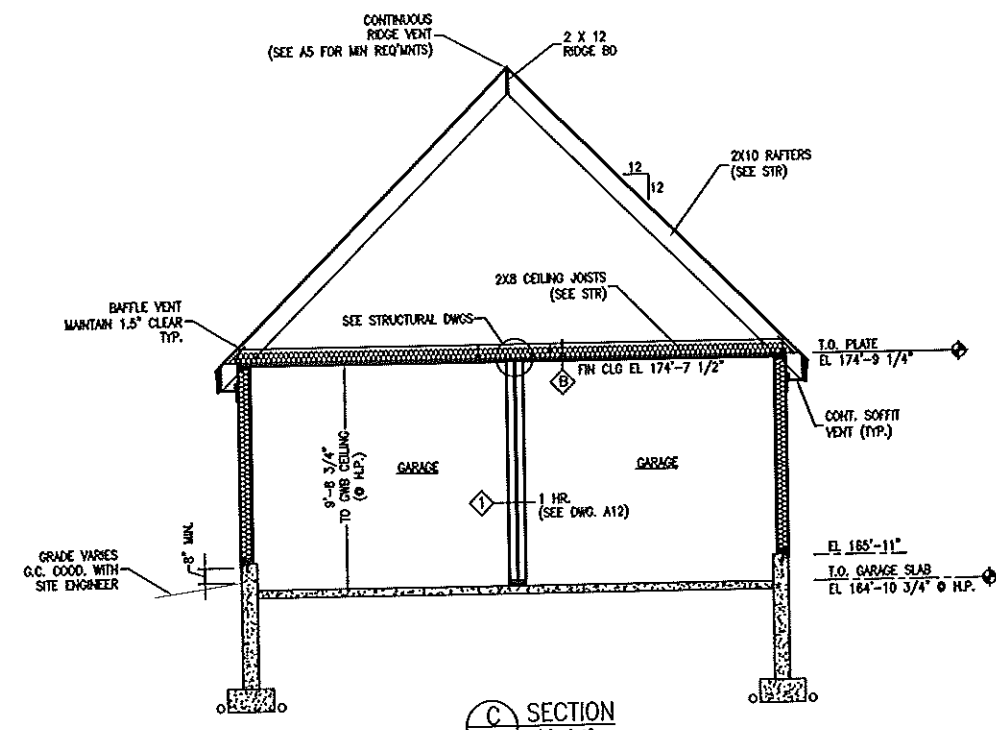 CONTINUOUS
RIDGE VENT
(SEE A5 FOR MIN REQ'MNTS)
2 X 12
RIDGE BD
12
12
2X10 RAFTERS
(SEE STR)
2X8 CEILING JOISTS
(SEE STR)
BAFFLE VENT
MAINTAIN 1.5" CLEAR
TYP.
SEE STRUCTURAL DWGS
T.O. PLATE
EL 174'-9 1/4"
B
FIN CLG EL 174'-7 1/2"
CONT. SOFFIT
VENT (TYP.)
9'-8 3/4"
TO GWB CEILING
(@ H.P.)
GARAGE
GARAGE
1
1 HR.
(SEE DWG. A12)
8" MIN.
GRADE VARIES
G.C. COOD. WITH
SITE ENGINEER
EL 165'-11"
T.O. GARAGE SLAB
EL 164'-10 3/4" @ H.P.
C SECTION